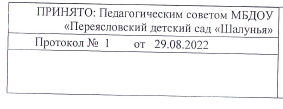 ПРИНЯТО: Педагогическим советом МБДОУ
«Переясловский детский сад «Шалунья»
Протокол № 1 от 29.08.2022